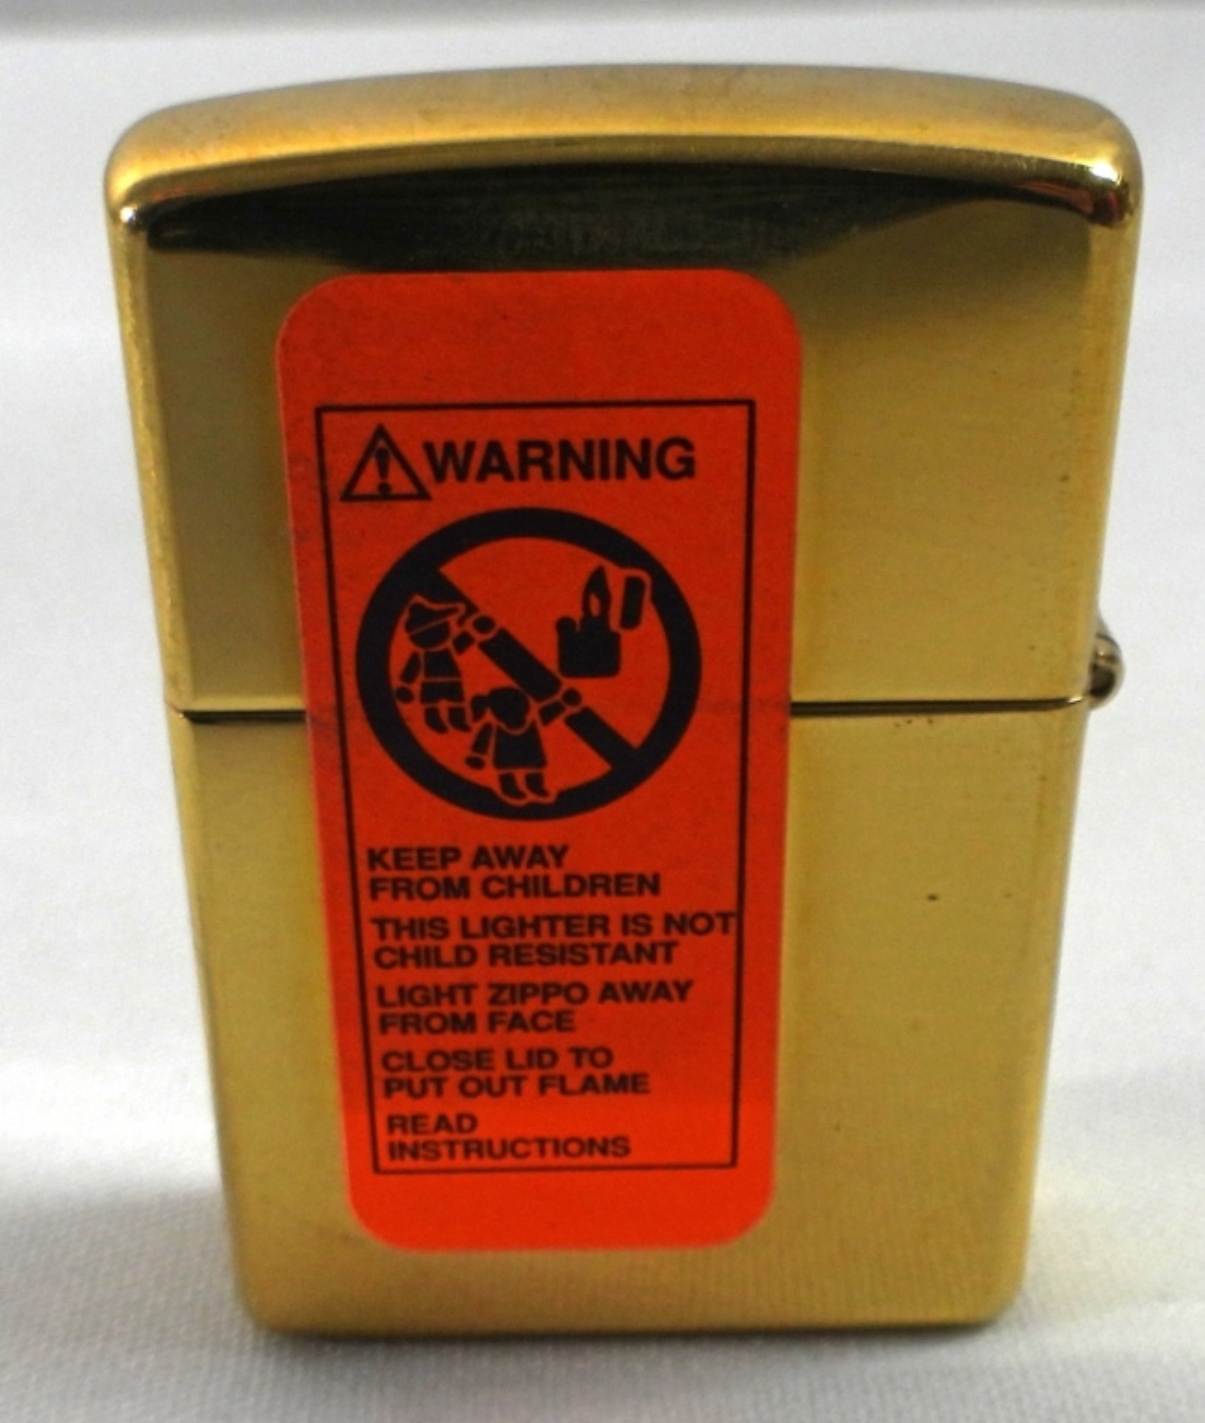 WARNING
KEEP AWAY
FROM CHILDREN
THIS LIGHTER IS NOT
CHILD RESISTANT
LIGHT ZIPPO AWAY
FROM FACE
CLOSE LID TO
PUT OUT FLAME
READ
INSTRUCTIONS